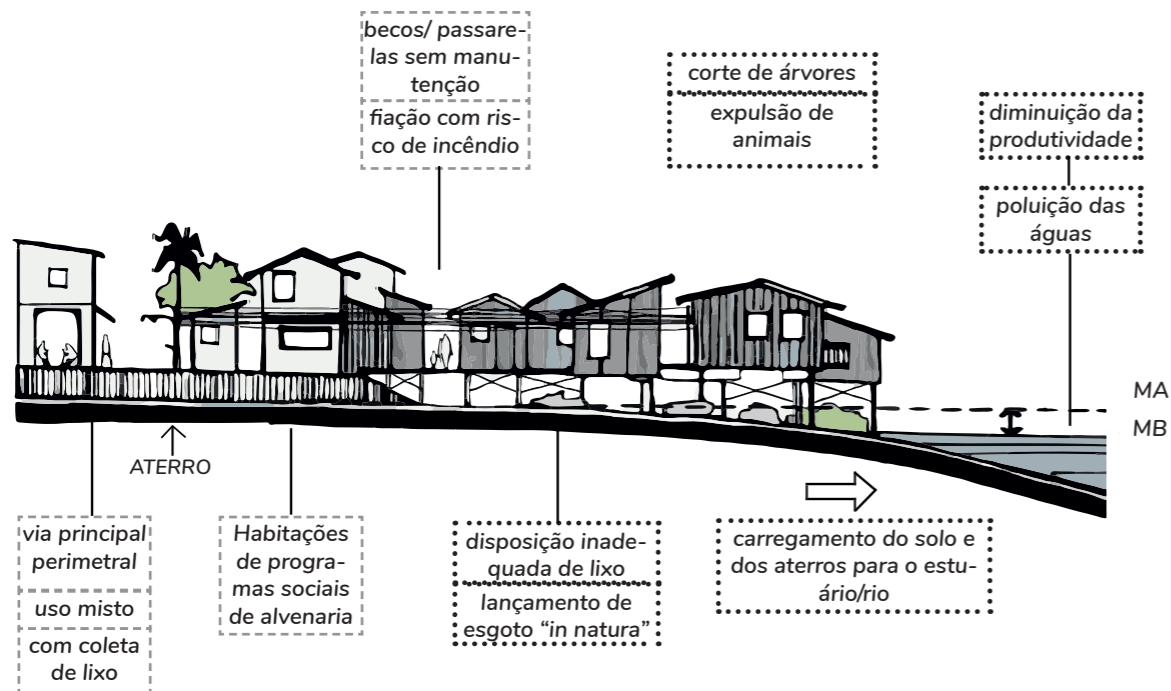 becos/ passare-
las sem manu-
tenção
fiação com ris-
co de incêndio
corte de árvores
expulsão de
animais
diminuição da
produtividade
poluição das
águas
MA
MB
ATERRO
via principal
perimetral
uso misto
com coleta
de lixo
Habitações
de progra-
mas sociais
de alvenaria
disposição inade-
quada de lixo
lançamento de
esgoto “in natura”
carregamento do solo e
dos aterros para o estu-
ário/rio